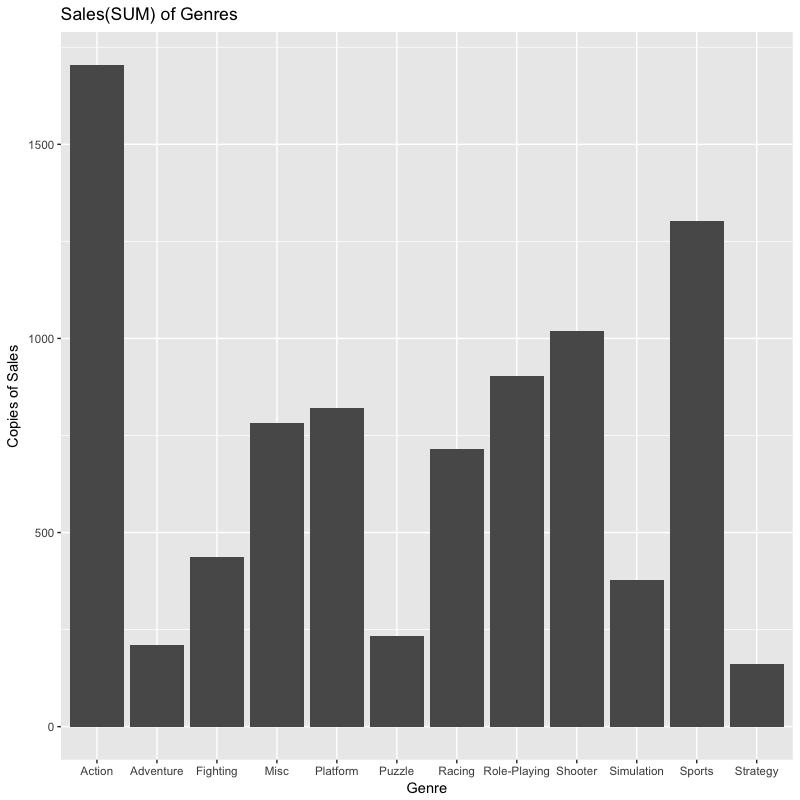 Sales(SUM) of Genres
Copies of Sales
1500
1000
500
0
Action Adventure Fighting Misc Platform Puzzle Racing Role-Playing Shooter Simulation Sports Strategy
Genre